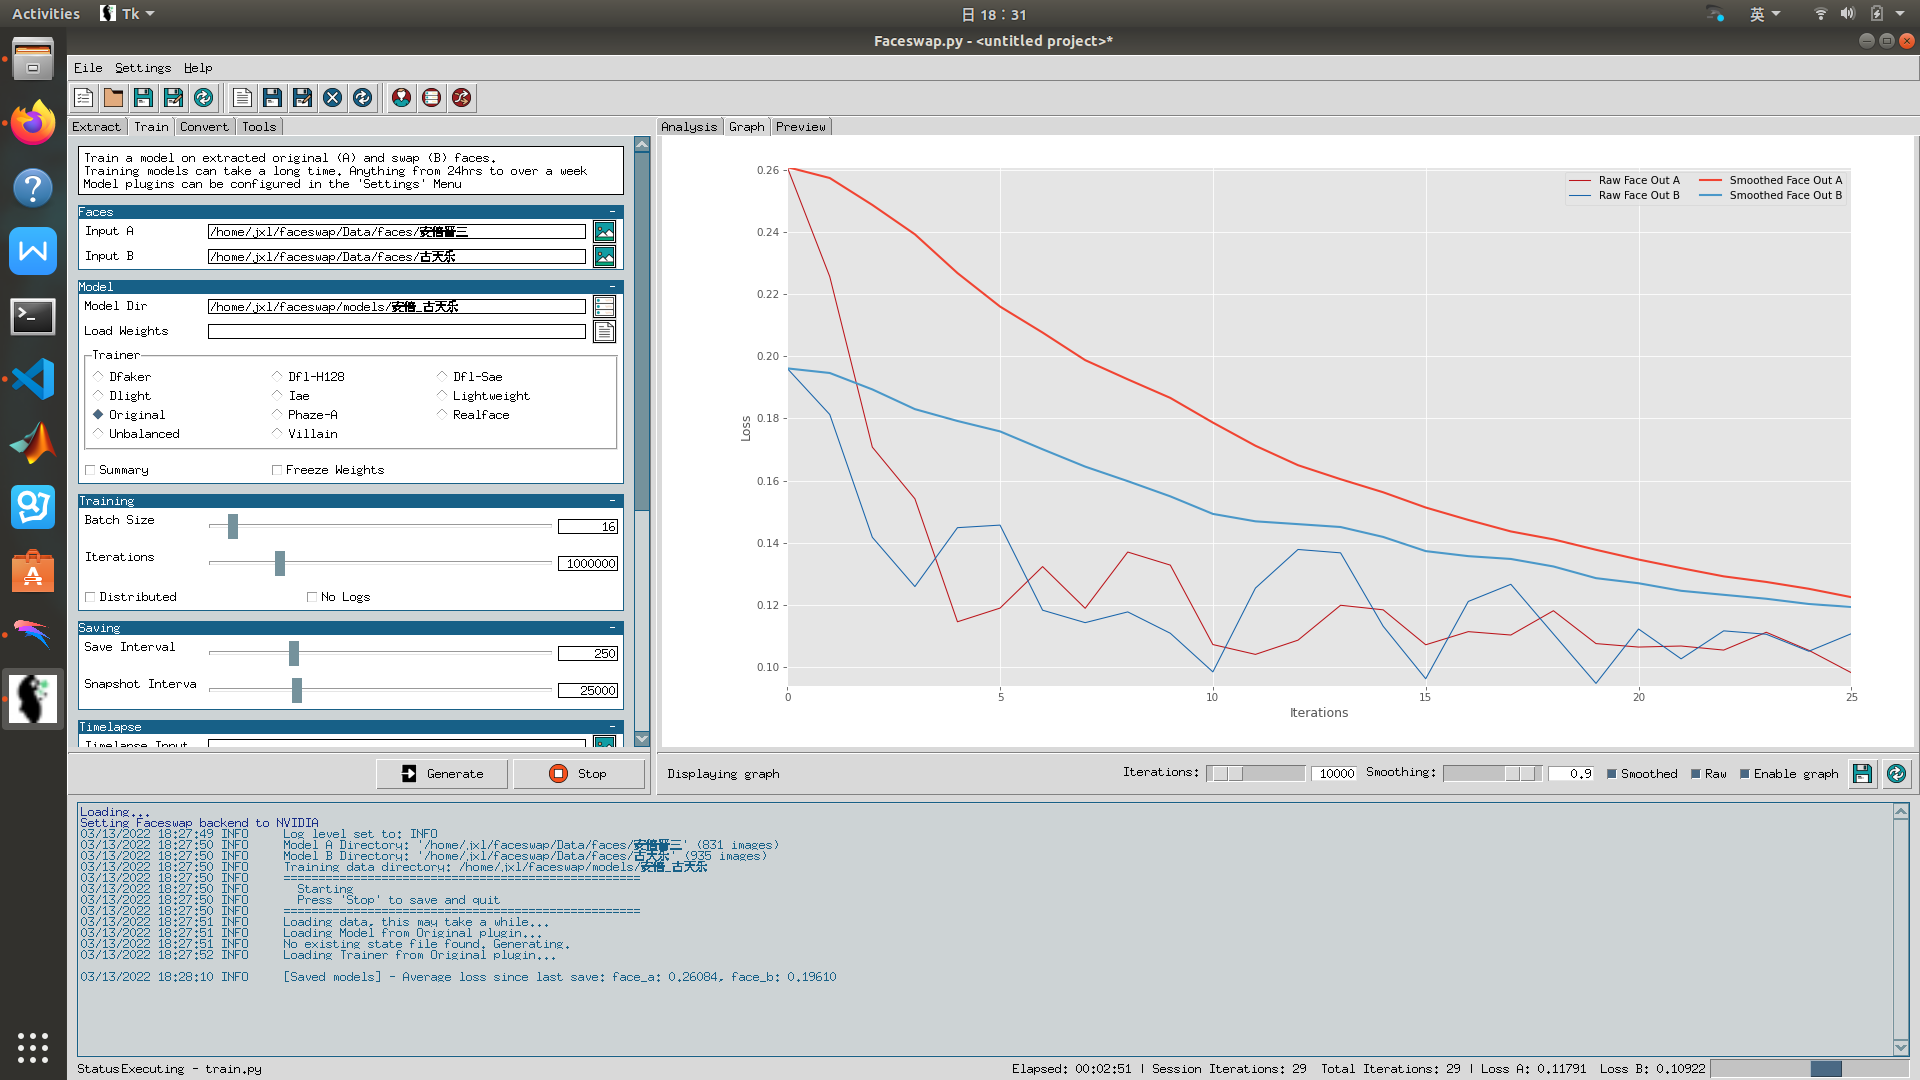 Activities
Tk
日 18：31
英
Faceswap.py - <untitled project>*
File Settings Help
Extract Train Convert Tools
Train a model on extracted original (A) and swap (B) faces.
Training models can take a long time. Anything from 24hrs to over a week
Model plugins can be configured in the 'Settings' Menu
Faces
Input A /home/jxl/faceswap/Data/faces/安倍晋三
Input B /home/jxl/faceswap/Data/faces/古天乐
Model
Model Dir /home/jxl/faceswap/models/安倍_古天乐
Load Weights
Trainer
Dfaker Dfl-H128 Dfl-Sae
Dlight Iae Lightweight
Original Phaze-A Realface
Unbalanced Villain
Summary Freeze Weights
Training
Batch Size 16
Iterations 1000000
Distributed No Logs
Saving
Save Interval 250
Snapshot Interva 25000
Timelapse
Timelapse Input
Generate Stop
Analysis Graph Preview
Raw Face Out A Smoothed Face Out A
Raw Face Out B Smoothed Face Out B
0.26
0.24
0.22
0.20
0.18
0.16
0.14
0.12
0.10
Loss
0 5 10 15 20 25
Iterations
Displaying graph Iterations: 10000 Smoothing: 0.9 Smoothed Raw Enable graph
Loading...
Setting Faceswap backend to NVIDIA
03/13/2022 18:27:49 INFO Log level set to: INFO
03/13/2022 18:27:50 INFO Model A Directory: '/home/jxl/faceswap/Data/faces/安倍晋三' (831 images)
03/13/2022 18:27:50 INFO Model B Directory: '/home/jxl/faceswap/Data/faces/古天乐' (935 images)
03/13/2022 18:27:50 INFO Training data directory: /home/jxl/faceswap/models/安倍_古天乐
03/13/2022 18:27:50 INFO ===================================================
03/13/2022 18:27:50 INFO Starting
03/13/2022 18:27:50 INFO Press 'Stop' to save and quit
03/13/2022 18:27:50 INFO ===================================================
03/13/2022 18:27:51 INFO Loading data, this may take a while...
03/13/2022 18:27:51 INFO Loading Model from Original plugin...
03/13/2022 18:27:51 INFO No existing state file found. Generating.
03/13/2022 18:27:52 INFO Loading Trainer from Original plugin...
03/13/2022 18:28:10 INFO [Saved models] - Average loss since last save: face_a: 0.26084, face_b: 0.19610
StatusExecuting - train.py
Elapsed: 00:02:51 | Session Iterations: 29 Total Iterations: 29 | Loss A: 0.11791 Loss B: 0.10922